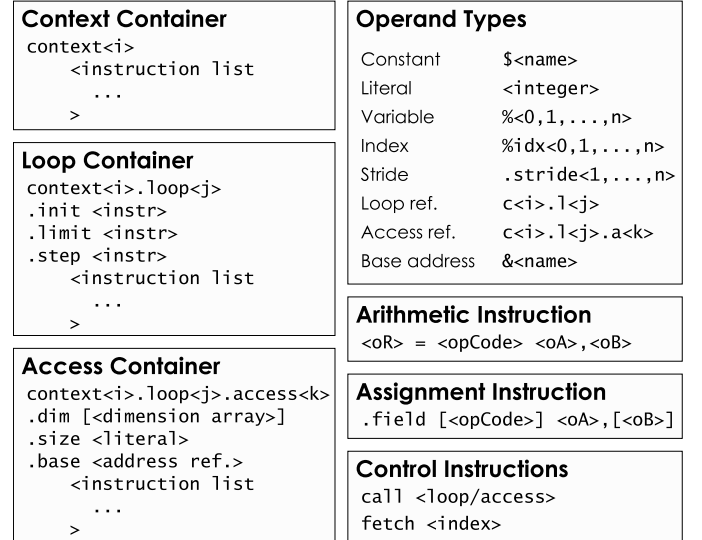 Context Container
context<i>
<instruction list
...
>
Loop Container
context<i>.loop<j>
.init <instr>
.limit <instr>
.step <instr>
<instruction list
...
>
Access Container
context<i>.loop<j>.access<k>
.dim [<dimension array>]
.size <literal>
.base <address ref.>
<instruction list
...
>
Operand Types
Constant $<name>
Literal <integer>
Variable %<0,1,...,n>
Index %idx<0,1,...,n>
Stride .stride<1,...,n>
Loop ref. c<i>.l<j>
Access ref. c<i>.l<j>.a<k>
Base address &<name>
Arithmetic Instruction
<oR> = <opCode> <oA>,<oB>
Assignment Instruction
.field [<opCode>] <oA>,[<oB>]
Control Instructions
call <loop/access>
fetch <index>